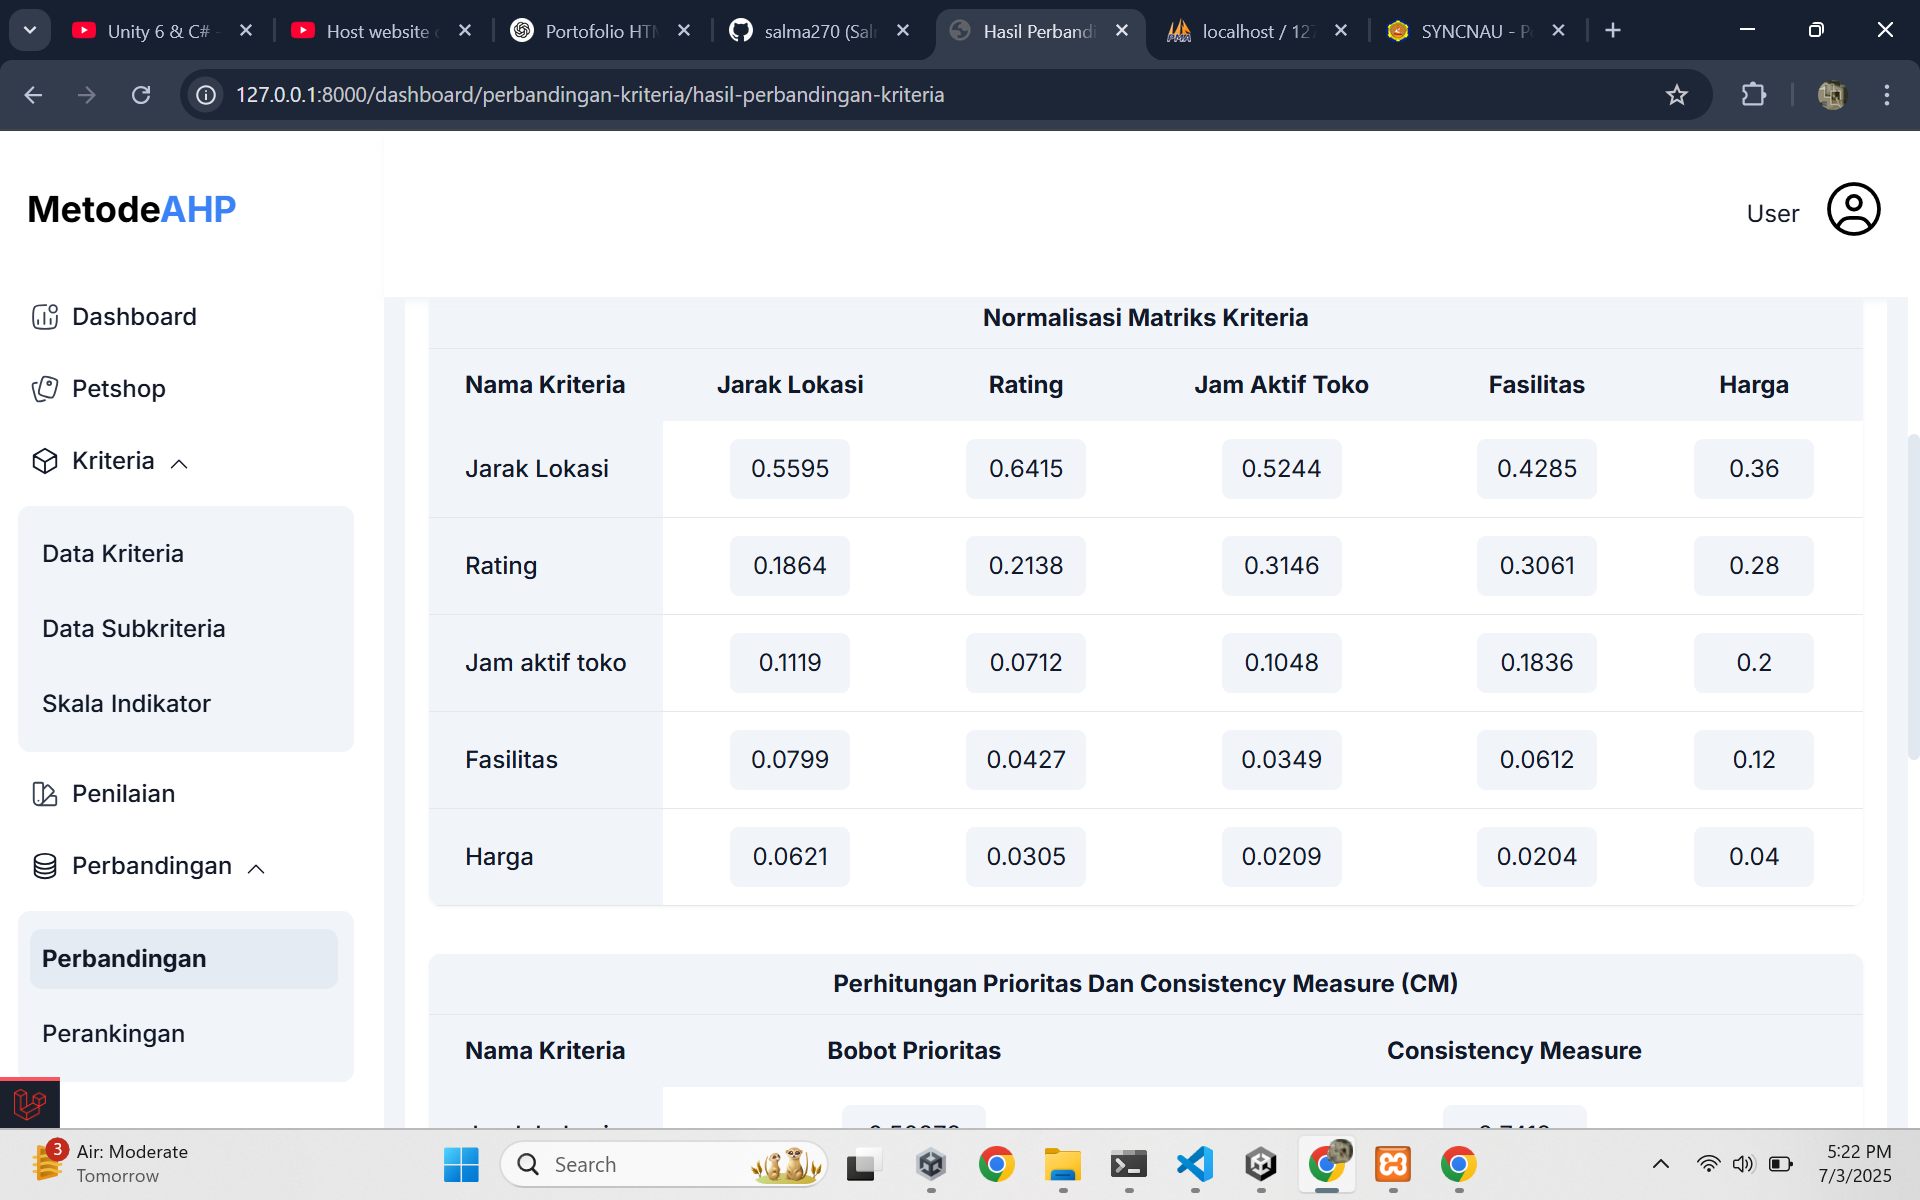 Unity 6 & C#
Host website
Portofolio HTM
salma270 (Sal
Hasil Perbandi
localhost / 127
SYNCNAU - P
127.0.0.1:8000/dashboard/perbandingan-kriteria/hasil-perbandingan-kriteria
MetodeAHP
User
Dashboard
Petshop
Kriteria
Data Kriteria
Data Subkriteria
Skala Indikator
Penilaian
Perbandingan
Perbandingan
Perankingan
Normalisasi Matriks Kriteria
Nama Kriteria Jarak Lokasi Rating Jam Aktif Toko Fasilitas Harga
Jarak Lokasi 0.5595 0.6415 0.5244 0.4285 0.36
Rating 0.1864 0.2138 0.3146 0.3061 0.28
Jam aktif toko 0.1119 0.0712 0.1048 0.1836 0.2
Fasilitas 0.0799 0.0427 0.0349 0.0612 0.12
Harga 0.0621 0.0305 0.0209 0.0204 0.04
Perhitungan Prioritas Dan Consistency Measure (CM)
Nama Kriteria Bobot Prioritas Consistency Measure
3
Air: Moderate
Tomorrow
Search
5:22 PM
7/3/2025